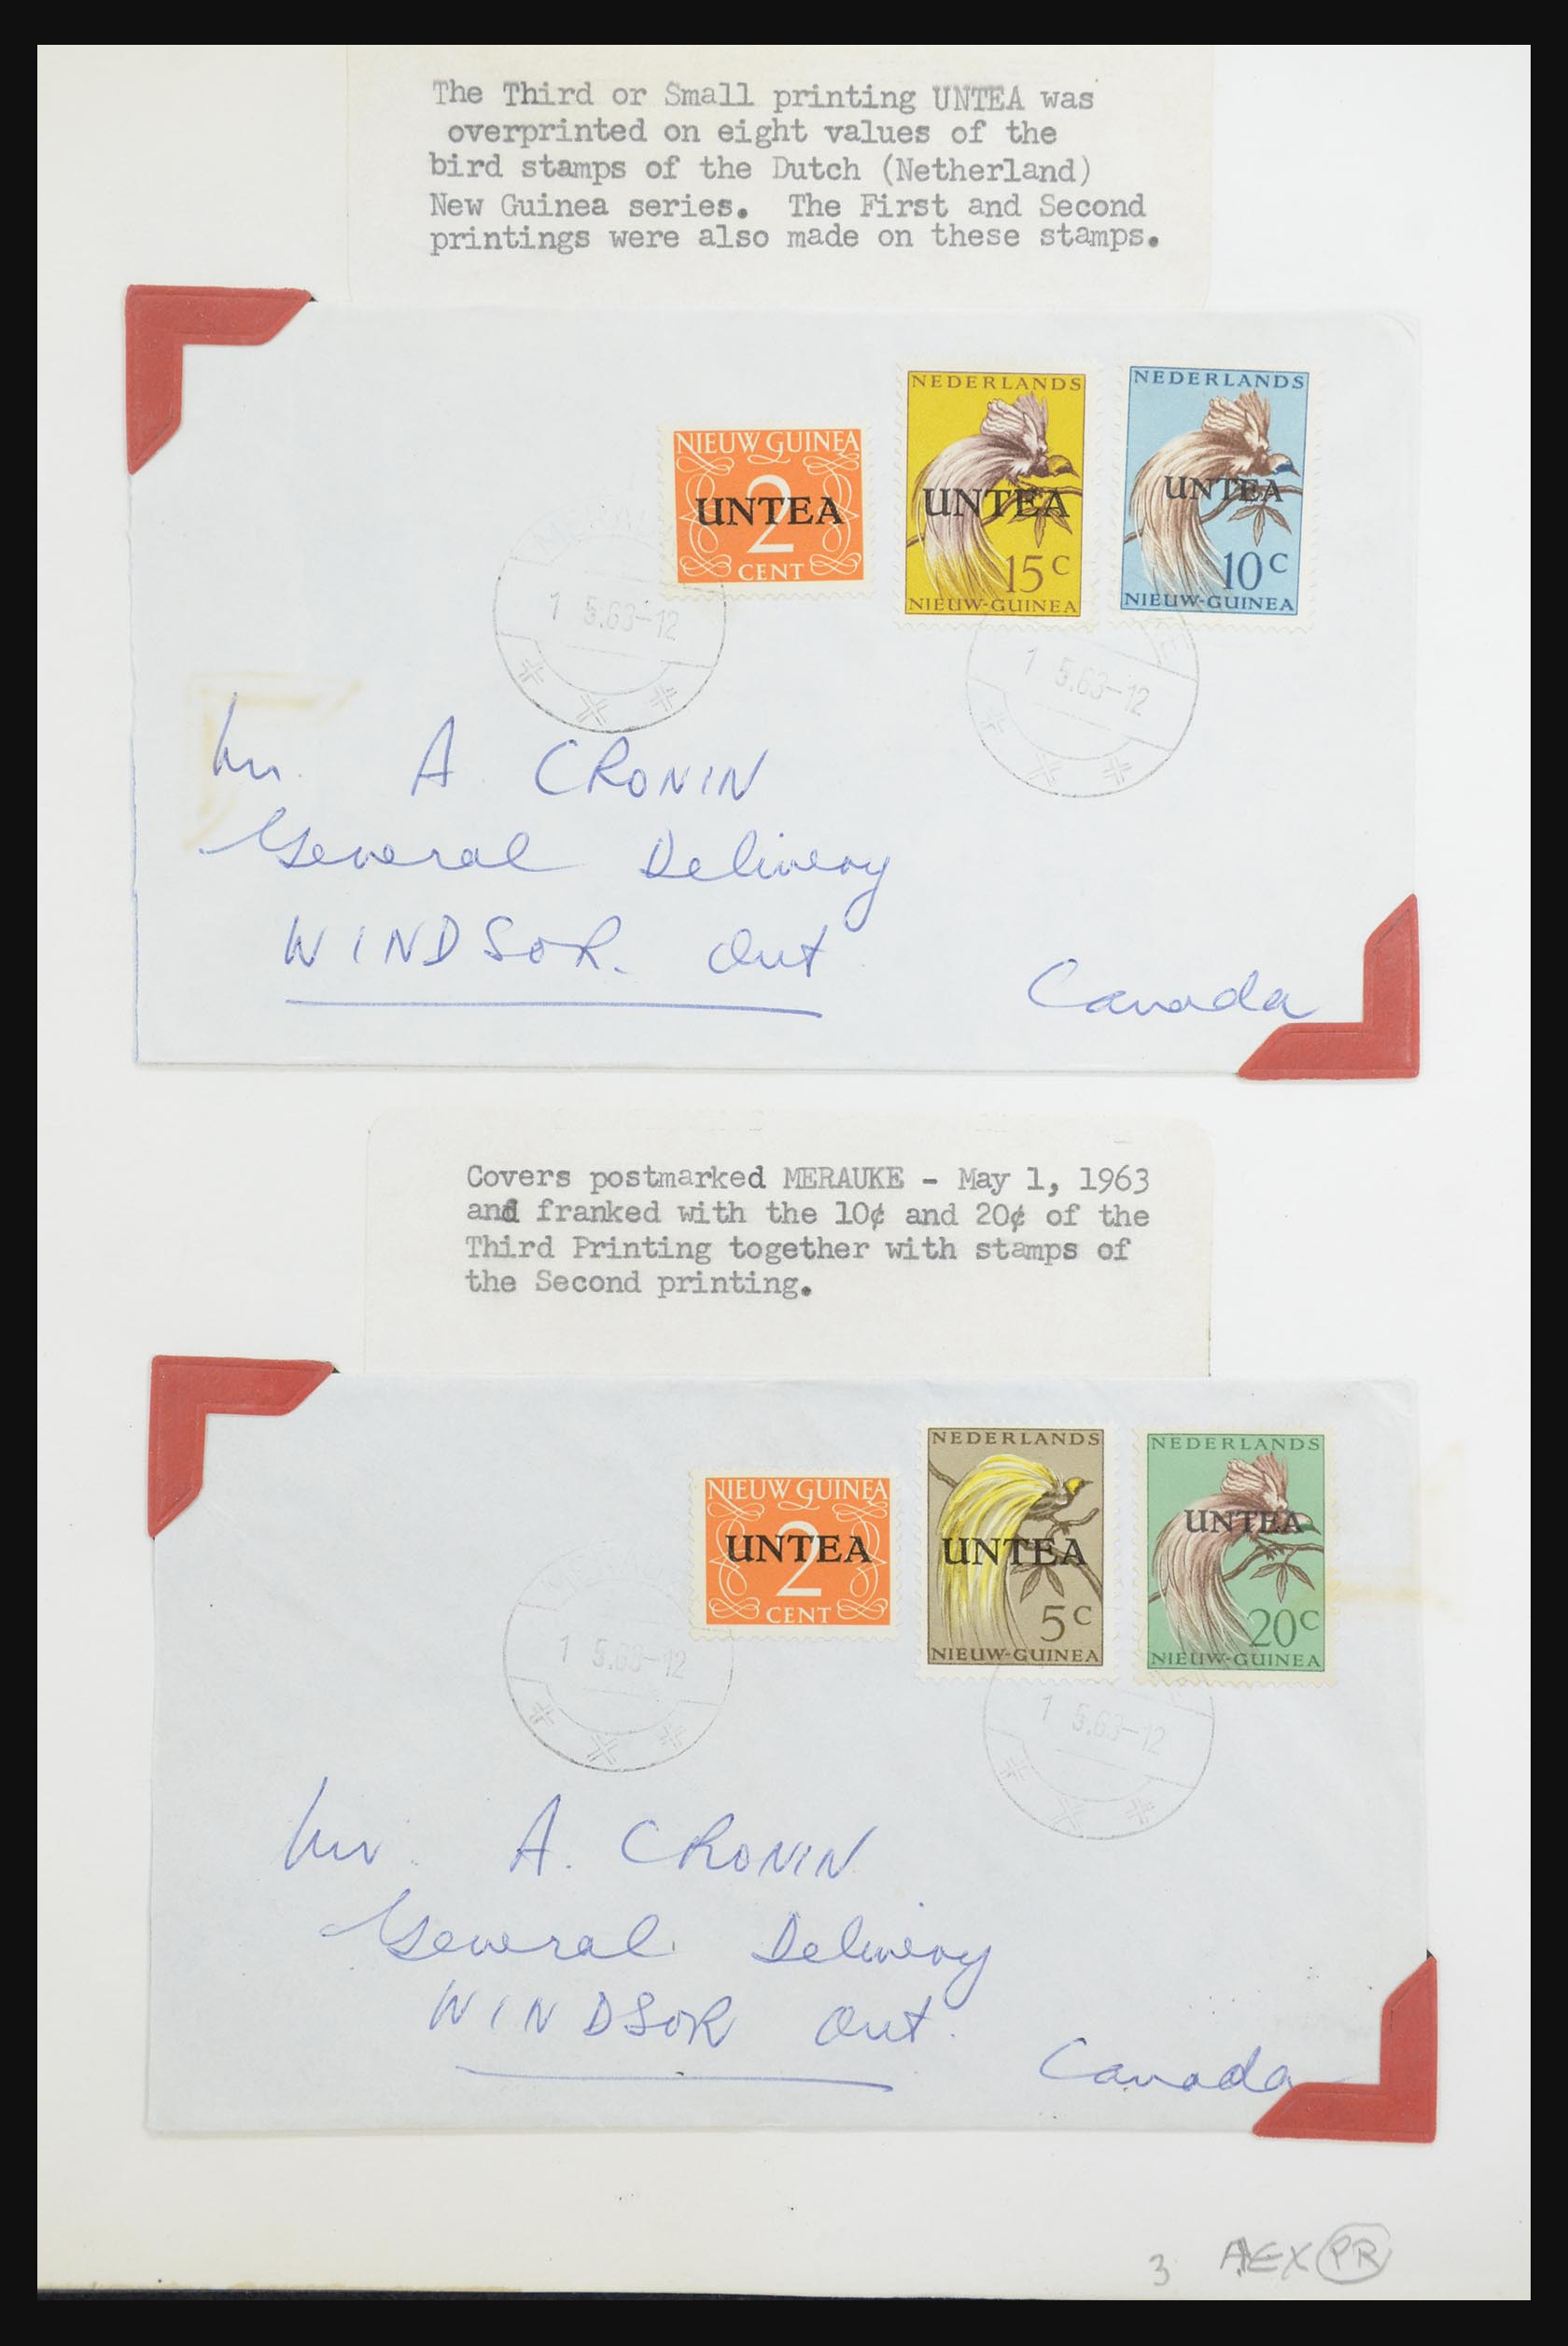 The Third or Small printing UNTEA was
overprinted on eight values of the
bird stamps of the Dutch (Netherland)
New Guinea series. The First and Second
printings were also made on these stamps.
NIEUW GUINEA
2
UNTEA
CENT
NEDERLANDS
UNTEA
15 C
NIEUW-GUINEA
NEDERLANDS
UNTEA
10 C
NIEUW-GUINEA
1 5.63-12
1 5.63-12
Mr. A CRONIN
General Delivery
WINDSOR. Ont
Canada
Covers postmarked MERAUKE - May 1, 1963
and franked with the 10¢ and 20¢ of the
Third Printing together with stamps of
the Second printing.
NIEUW GUINEA
2
UNTEA
CENT
NEDERLANDS
UNTEA
5 C
NIEUW-GUINEA
NEDERLANDS
UNTEA
20 C
NIEUW-GUINEA
1 5.63-12
1 5.63-12
Mr. A. CRONIN
General Delivery
WINDSOR Ont.
Canada
3 AEX PR